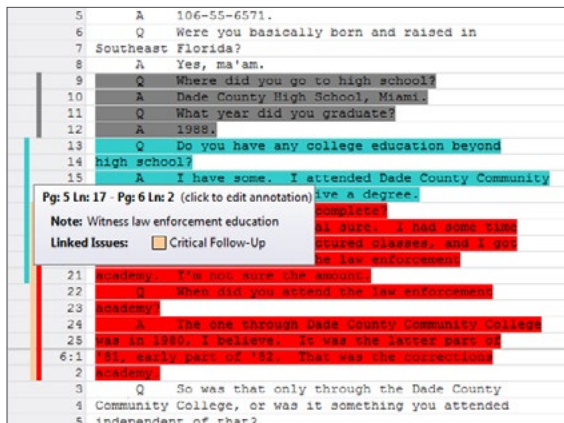 5 A 106-55-6571.
6 Q Were you basically born and raised in
7 Southeast Florida?
8 A Yes, ma'am.
9 Q Where did you go to high school?
10 A Dade County High School, Miami.
11 Q What year did you graduate?
12 A 1988.
13 Q Do you have any college education beyond
14 high school?
15 A I have some. I attended Dade County Community
ive a degree.
complete?
al sure. I had some time
ctured classes, and I got
he law enforcement
Pg: 5 Ln: 17 - Pg: 6 Ln: 2 (click to edit annotation)
Note: Witness law enforcement education
Linked Issues: Critical Follow-Up
21 academy. I'm not sure the amount.
22 Q When did you attend the law enforcement
23 academy?
24 A The one through Dade County Community College
25 was in 1980, I believe. It was the latter part of
6:1 '81, early part of '82. That was the corrections
2 academy.
3 Q So was that only through the Dade County
4 Community College, or was it something you attended
5 independent of that?